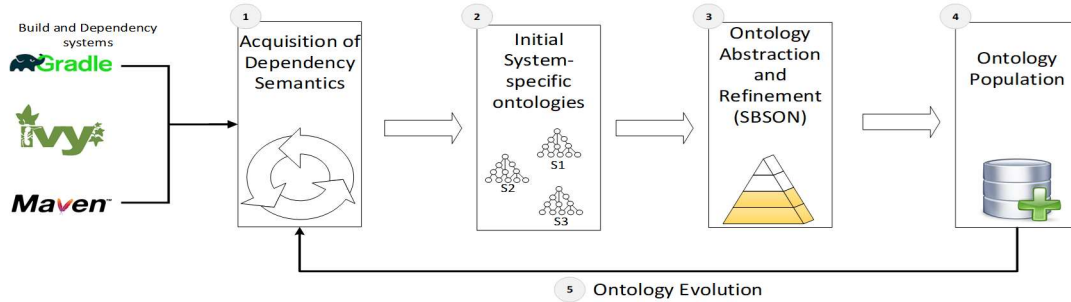 Build and Dependency
systems
Gradle
ivy
Maven™
1
Acquisition of
Dependency
Semantics
2
Initial
System-
specific
ontologies
S1
S2
S3
3
Ontology
Abstraction
and
Refinement
(SBSON)
4
Ontology
Population
5 Ontology Evolution